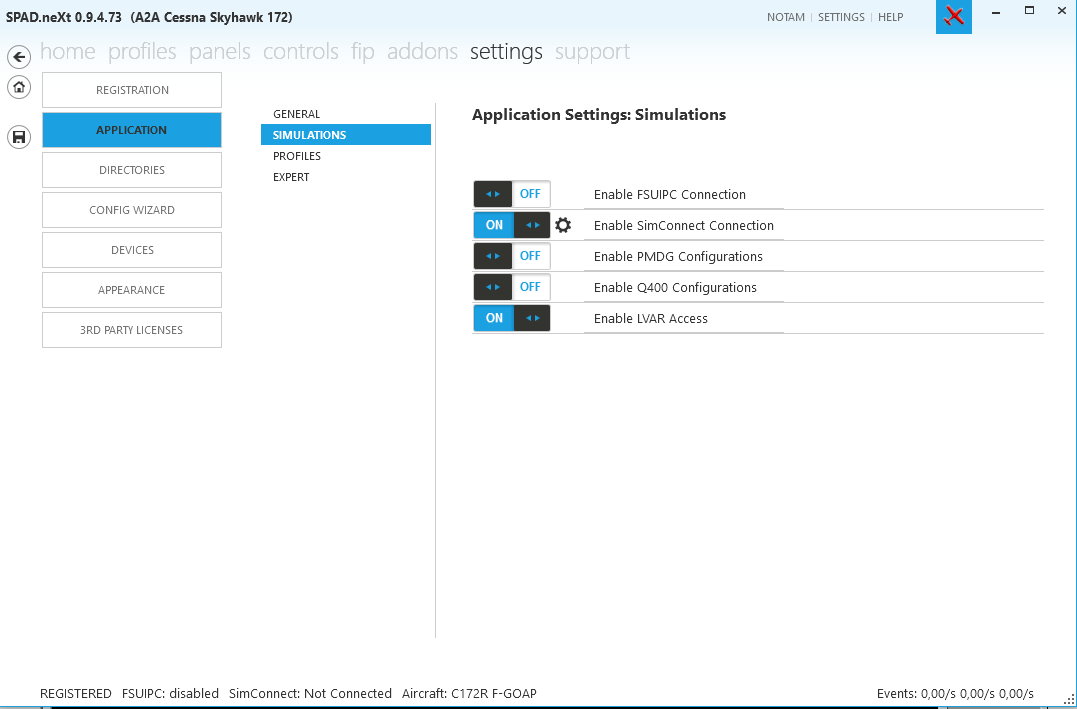 SPAD.neXt 0.9.4.73 (A2A Cessna Skyhawk 172)
NOTAM SETTINGS HELP
home profiles panels controls fip addons settings support
REGISTRATION
APPLICATION
DIRECTORIES
CONFIG WIZARD
DEVICES
APPEARANCE
3RD PARTY LICENSES
GENERAL
SIMULATIONS
PROFILES
EXPERT
Application Settings: Simulations
OFF Enable FSUIPC Connection
ON Enable SimConnect Connection
OFF Enable PMDG Configurations
OFF Enable Q400 Configurations
ON Enable LVAR Access
REGISTERED FSUIPC: disabled SimConnect: Not Connected Aircraft: C172R F-GOAP
Events: 0,00/s 0,00/s 0,00/s